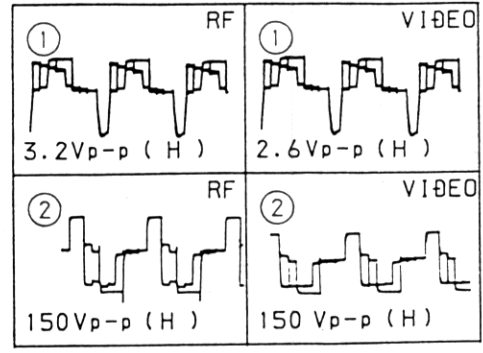 RF
①
3.2Vp-p ( H )
VIDEO
①
2.6Vp-p ( H )
RF
②
150Vp-p ( H )
VIDEO
②
150 Vp-p ( H )